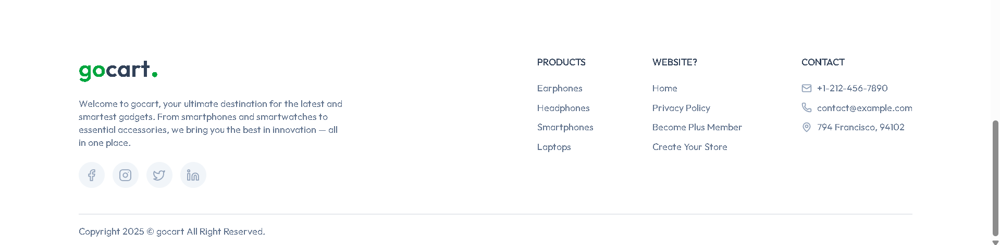 gocart.
Welcome to gocart, your ultimate destination for the latest and
smartest gadgets. From smartphones and smartwatches to
essential accessories, we bring you the best in innovation — all
in one place.
PRODUCTS
Earphones
Headphones
Smartphones
Laptops
WEBSITE?
Home
Privacy Policy
Become Plus Member
Create Your Store
CONTACT
+1-212-456-7890
contact@example.com
794 Francisco, 94102
Copyright 2025 © gocart All Right Reserved.